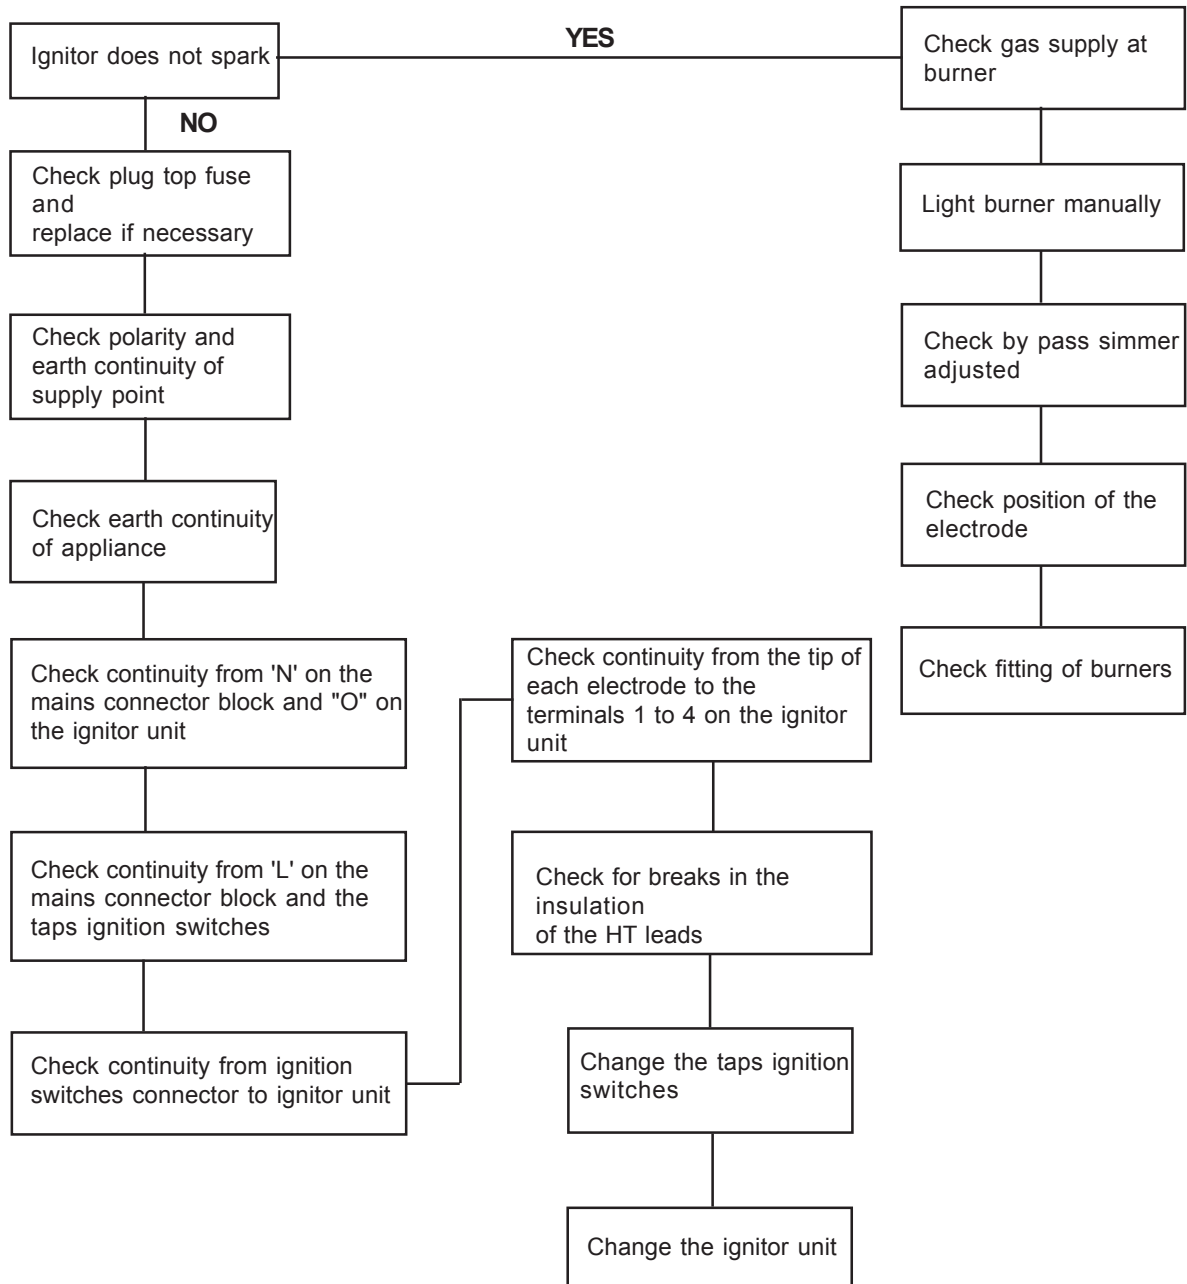 Ignitor does not spark
YES
NO
Check plug top fuse
and
replace if necessary
Check polarity and
earth continuity of
supply point
Check earth continuity
of appliance
Check continuity from 'N' on the
mains connector block and "O" on
the ignitor unit
Check continuity from 'L' on the
mains connector block and the
taps ignition switches
Check continuity from ignition
switches connector to ignitor unit
Check continuity from the tip of
each electrode to the
terminals 1 to 4 on the ignitor
unit
Check for breaks in the
insulation
of the HT leads
Change the taps ignition
switches
Change the ignitor unit
Check gas supply at
burner
Light burner manually
Check by pass simmer
adjusted
Check position of the
electrode
Check fitting of burners